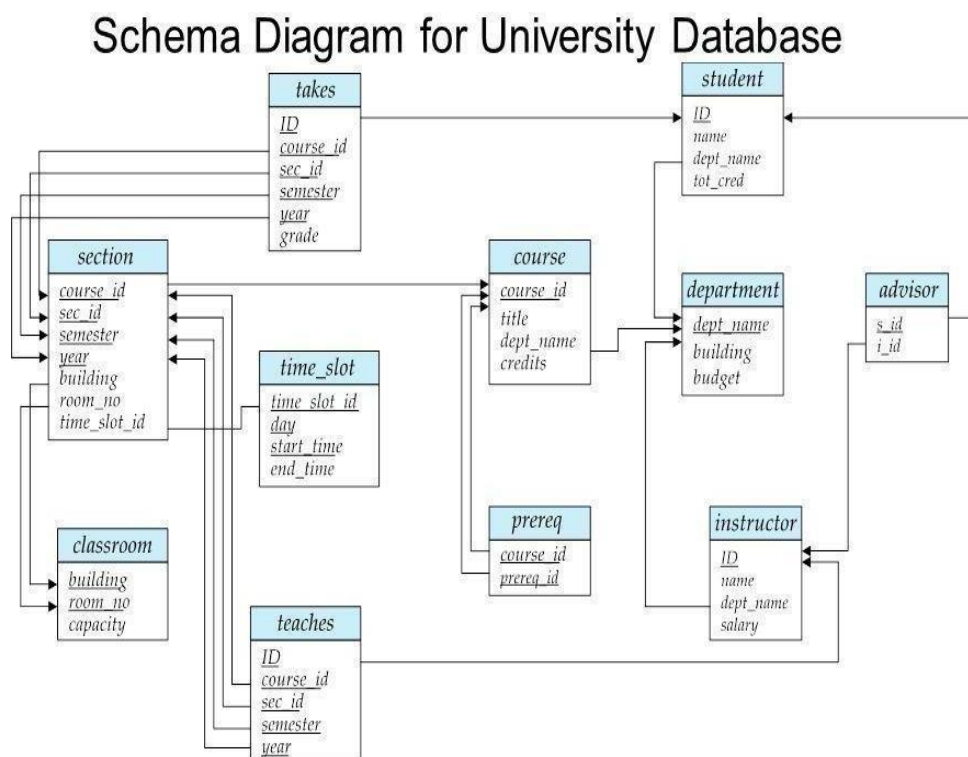 Schema Diagram for University Database
takes
ID
course_id
sec_id
semester
year
grade
student
ID
name
dept_name
tot_cred
section
course_id
sec_id
semester
year
building
room_no
time_slot_id
course
course_id
title
dept_name
credits
department
dept_name
building
budget
advisor
s_id
i_id
time_slot
time_slot_id
day
start_time
end_time
classroom
building
room_no
capacity
prereq
course_id
prereq_id
instructor
ID
name
dept_name
salary
teaches
ID
course_id
sec_id
semester
year